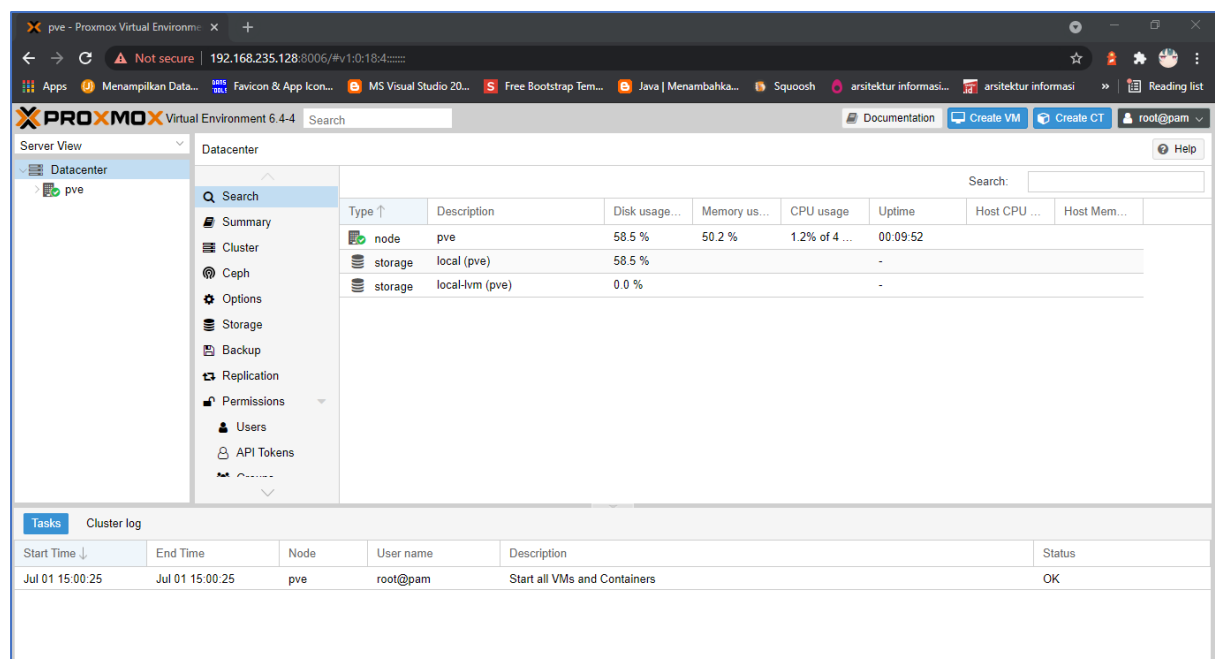 pve - Proxmox Virtual Environme
Not secure 192.168.235.128:8006/#v1:0:18:4:::::::
Apps Menampilkan Data... Favicon & App Icon... MS Visual Studio 20... Free Bootstrap Tem... Java | Menambahka... Squoosh arsitektur informasi... arsitektur informasi » Reading list
PROXMOX Virtual Environment 6.4-4 Search Documentation Create VM Create CT root@pam
Server View
Datacenter
pve
Datacenter Help
Search
Summary
Cluster
Ceph
Options
Storage
Backup
Replication
Permissions
Users
API Tokens
Search:
Type Description Disk usage... Memory us... CPU usage Uptime Host CPU ... Host Mem...
node pve 58.5 % 50.2 % 1.2% of 4 ... 00:09:52
storage local (pve) 58.5 % -
storage local-lvm (pve) 0.0 % -
Tasks Cluster log
Start Time End Time Node User name Description Status
Jul 01 15:00:25 Jul 01 15:00:25 pve root@pam Start all VMs and Containers OK